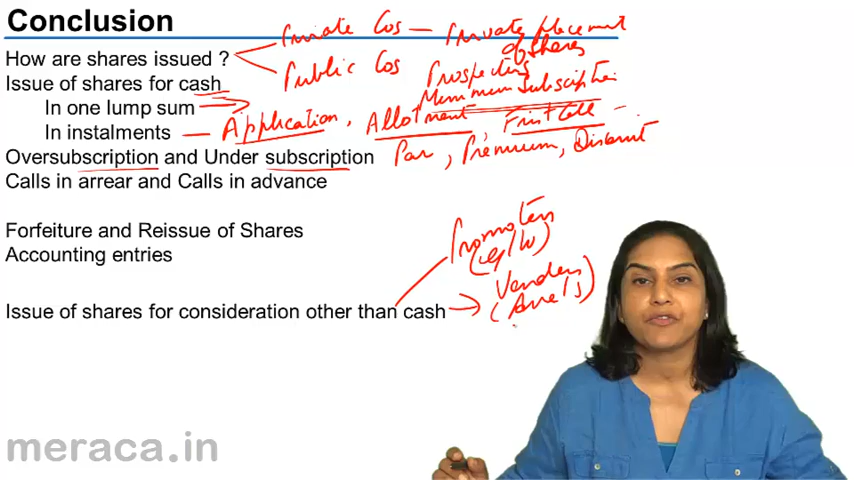 Conclusion
Private Cos — Private placement of shares
How are shares issued ?
Public Cos Prospectus
Issue of shares for cash
Minimum Subscription
In one lump sum
In instalments — Application, Allotment, First Call
Oversubscription and Under subscription
Par, Premium, Discount
Calls in arrear and Calls in advance
Forfeiture and Reissue of Shares
Accounting entries
Promoters
(G/W)
Issue of shares for consideration other than cash
Vendors
(Assets)
meraca.in